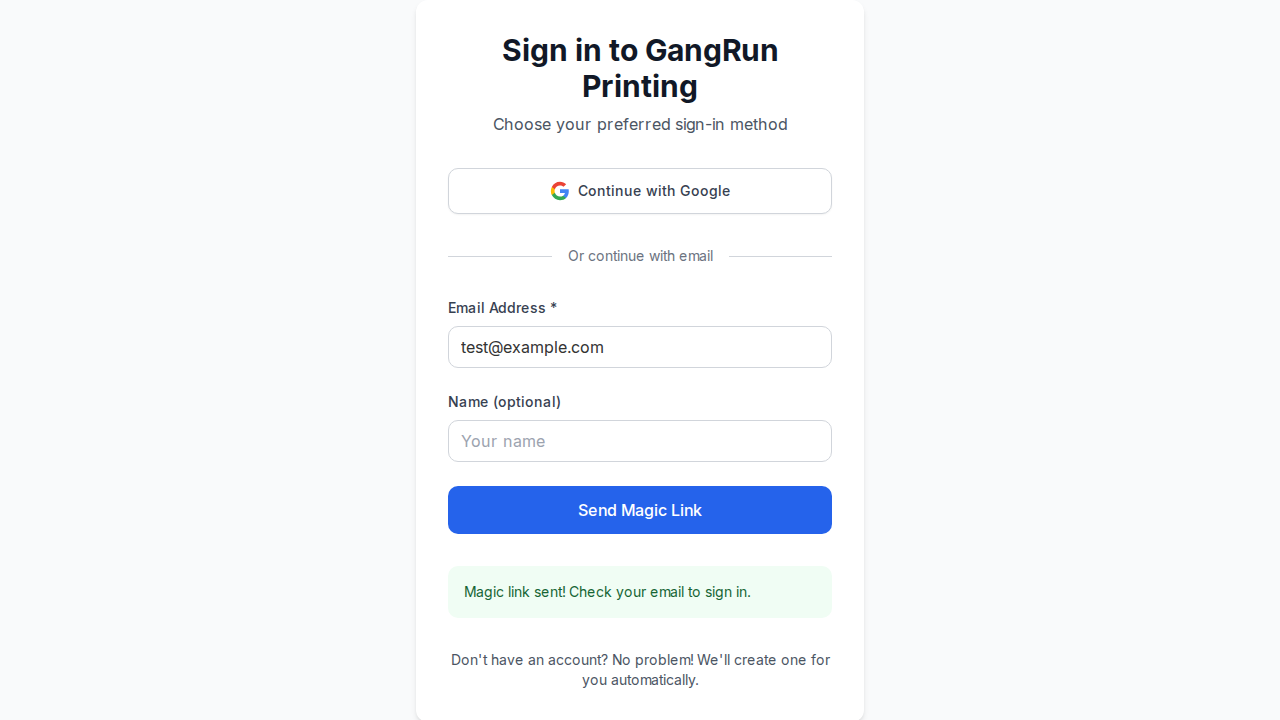 Sign in to GangRun
Printing
Choose your preferred sign-in method
Continue with Google
Or continue with email
Email Address *
test@example.com
Name (optional)
Your name
Send Magic Link
Magic link sent! Check your email to sign in.
Don't have an account? No problem! We'll create one for
you automatically.